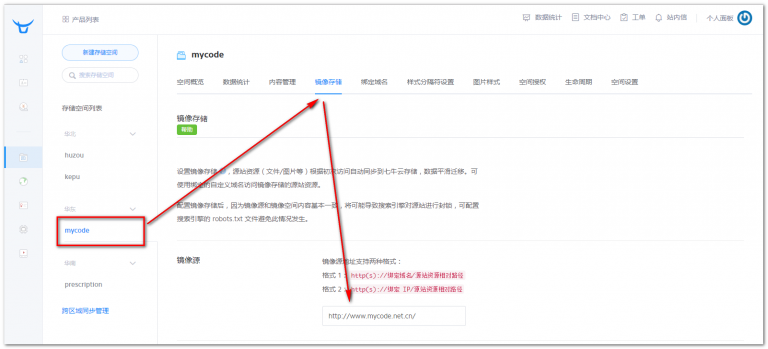 产品列表
数据统计
文档中心
工单
站内信
个人面板
新建存储空间
搜索存储空间
存储空间列表
华北
huzou
kepu
华东
mycode
华南
prescription
跨区域同步管理
mycode
空间概览
数据统计
内容管理
镜像存储
绑定域名
样式分隔符设置
图片样式
空间授权
生命周期
空间设置
镜像存储
帮助
设置镜像存储 ，源站资源（文件/图片等）根据初次访问自动同步到七牛云存储，数据平滑迁移。可
使用绑定的自定义域名访问镜像存储的源站资源。
配置镜像存储后，因为镜像源和镜像空间内容基本一致，将可能导致搜索引擎对源站进行封锁，可配置
搜索引擎的 robots.txt 文件避免此情况发生。
镜像源
镜像源地址支持两种格式：
格式 1： http(s)://绑定域名/源站资源相对路径
格式 2： http(s)://绑定 IP/源站资源相对路径
http://www.mycode.net.cn/